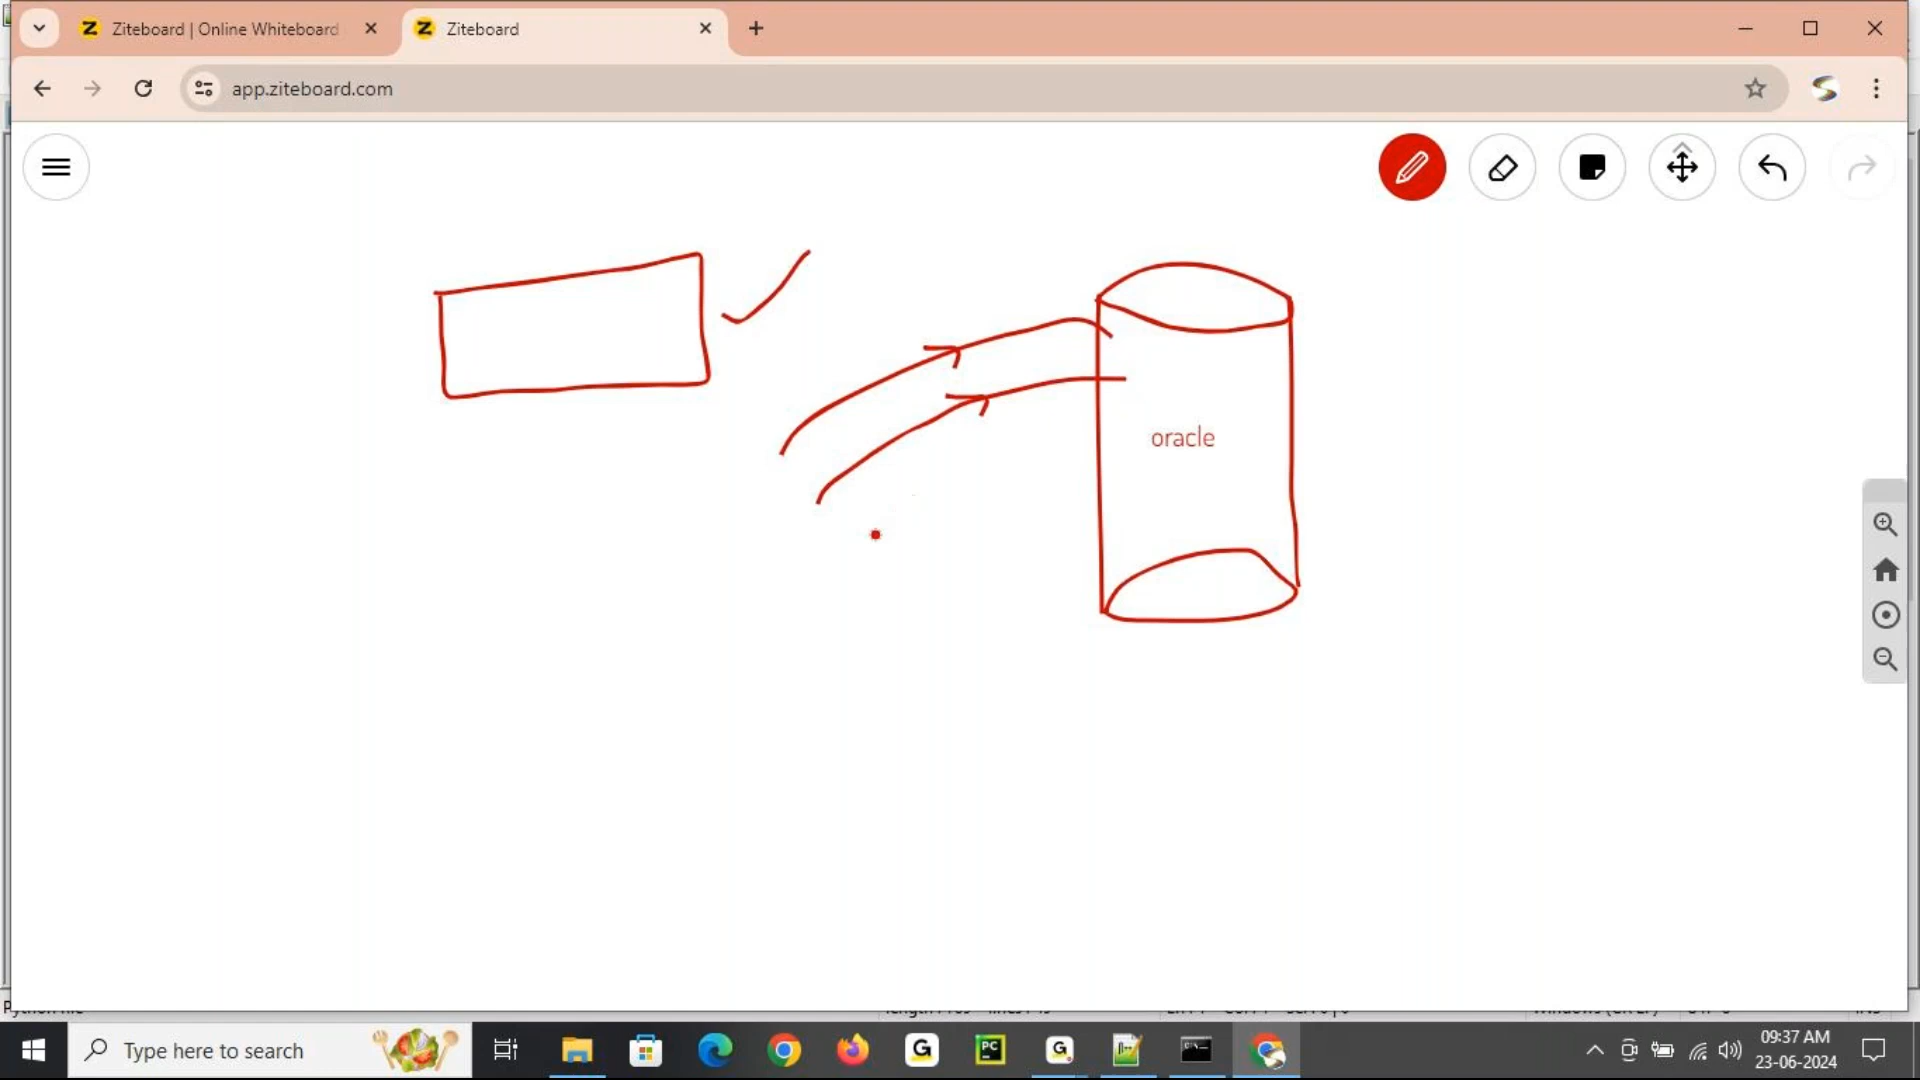 Ziteboard | Online Whiteboard
Ziteboard
app.ziteboard.com
oracle
Type here to search
09:37 AM
23-06-2024